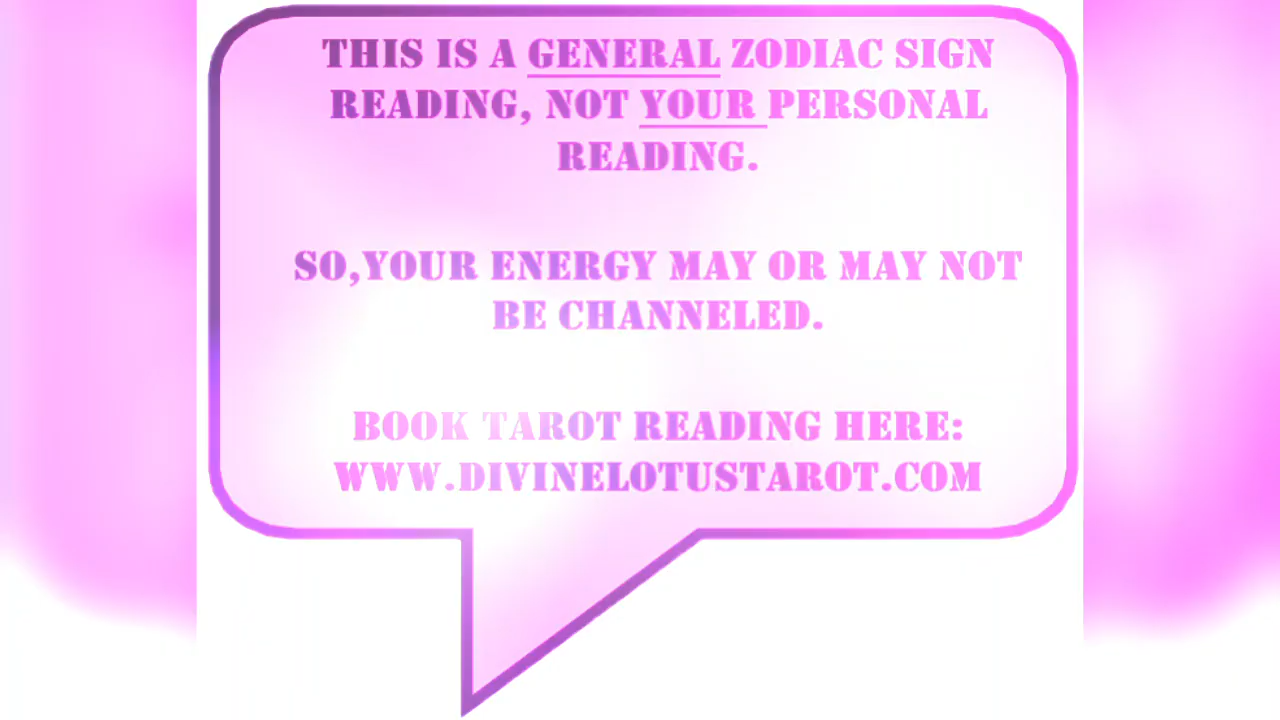 THIS IS A GENERAL ZODIAC SIGN
READING, NOT YOUR PERSONAL
READING.
SO,YOUR ENERGY MAY OR MAY NOT
BE CHANNELED.
BOOK TAROT READING HERE:
WWW.DIVINELOTUSTAROT.COM